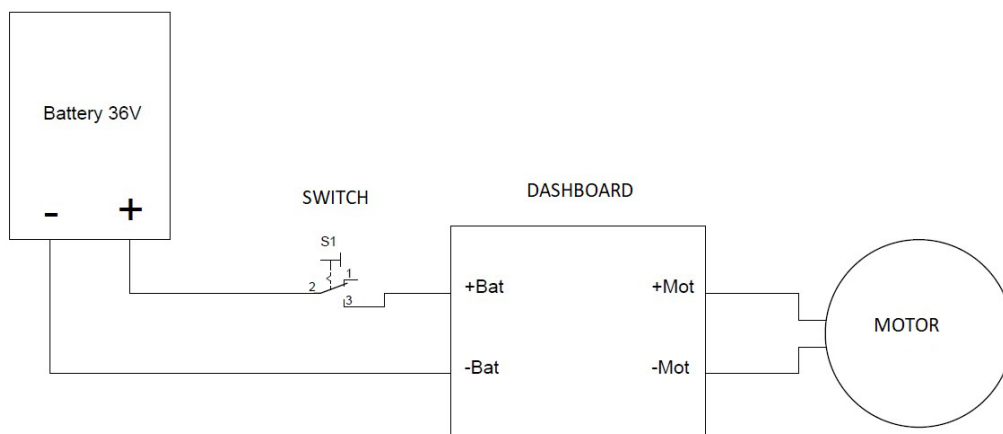 Battery 36V
- +
SWITCH
DASHBOARD
S1
1
2
3
+Bat
+Mot
MOTOR
-Bat
-Mot